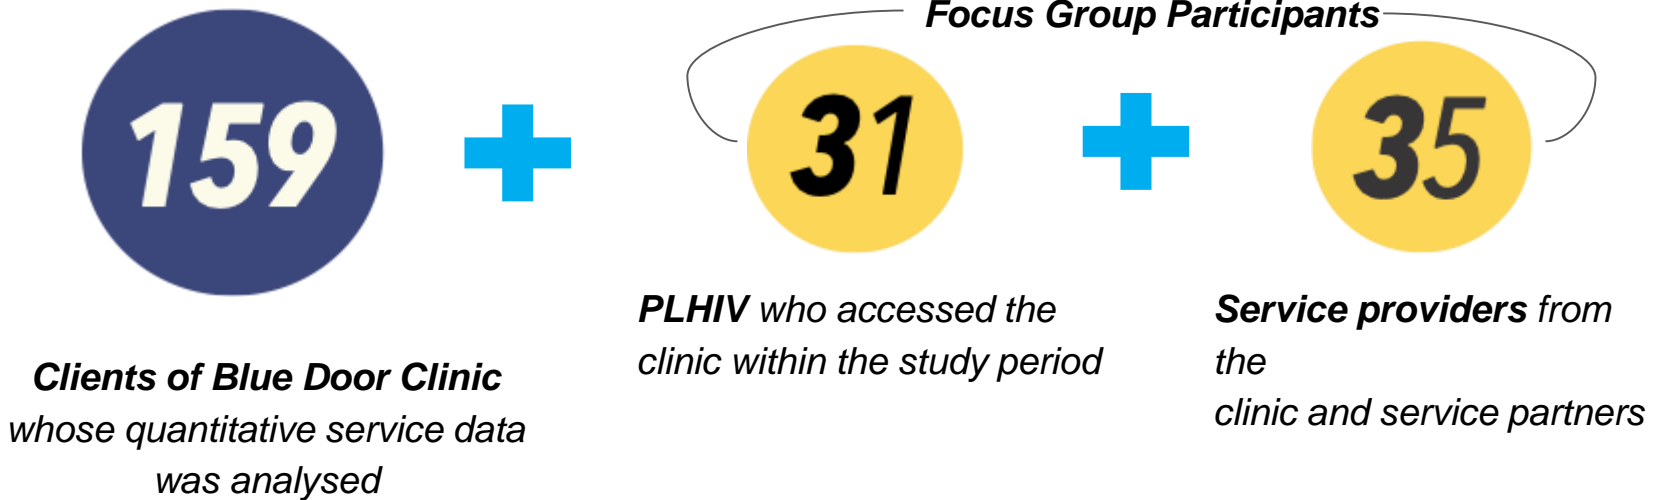 Focus Group Participants
159
31
35
Clients of Blue Door Clinic
whose quantitative service data
was analysed
PLHIV who accessed the
clinic within the study period
Service providers from
the
clinic and service partners